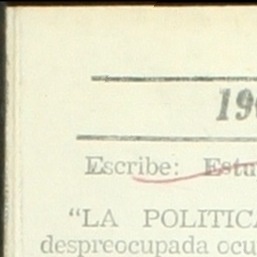 19
Escribe: Estu
“LA POLITICA
despreocupada ocu